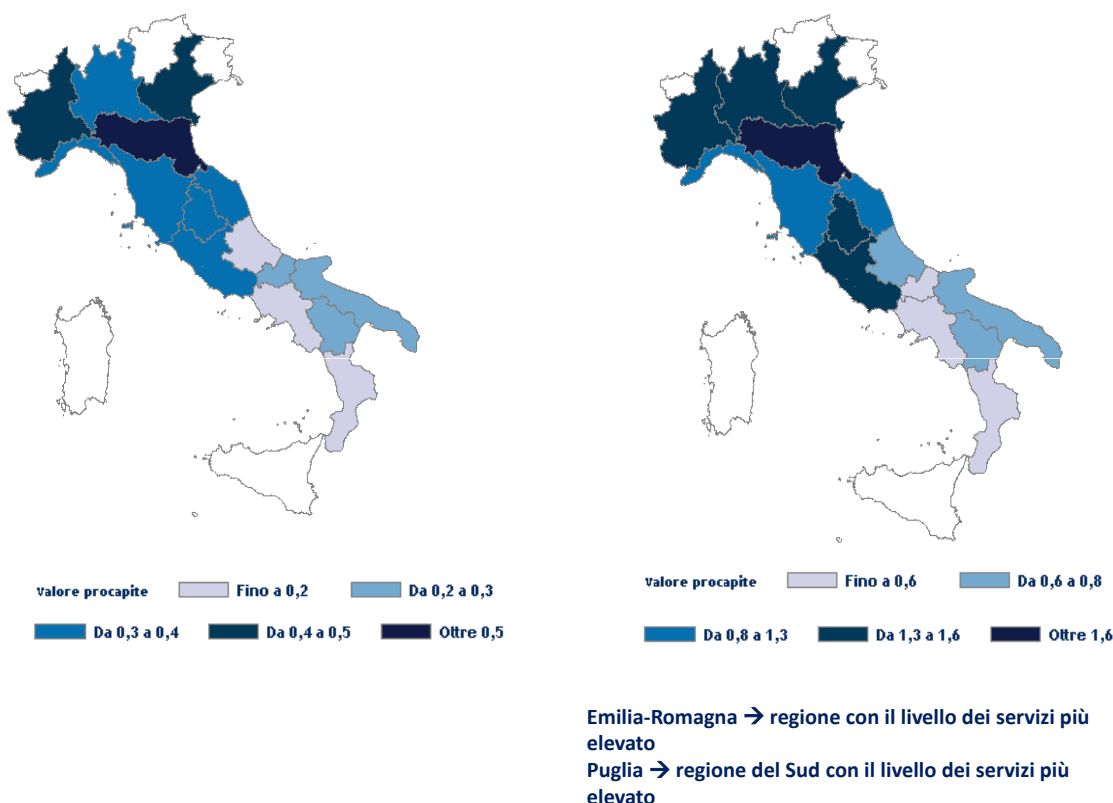 Valore procapite Fino a 0,2 Da 0,2 a 0,3
Da 0,3 a 0,4 Da 0,4 a 0,5 Oltre 0,5
Valore procapite Fino a 0,6 Da 0,6 a 0,8
Da 0,8 a 1,3 Da 1,3 a 1,6 Oltre 1,6
Emilia-Romagna → regione con il livello dei servizi più
elevato
Puglia → regione del Sud con il livello dei servizi più
elevato